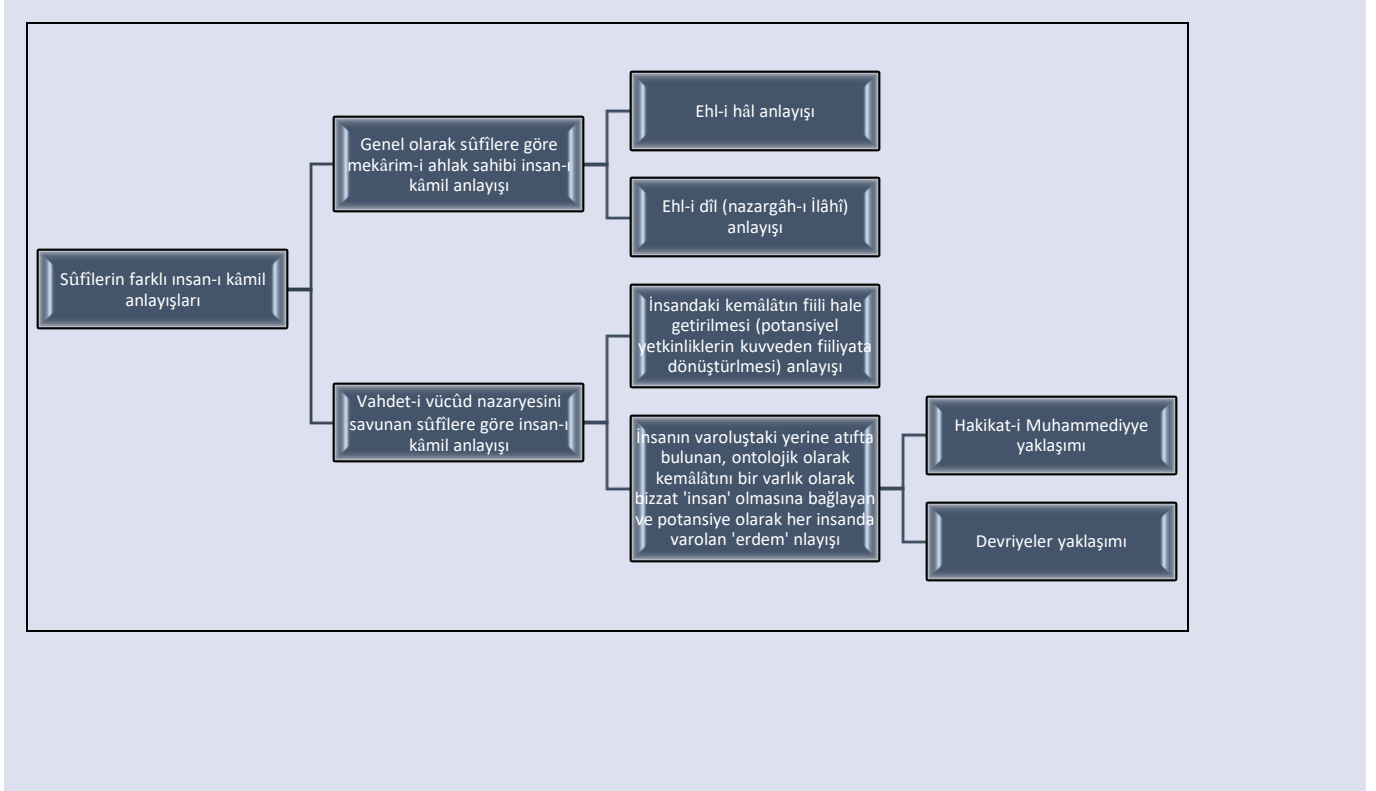 Sûfîlerin farklı ınsan-ı kâmil
anlayışları
Genel olarak sûfîlere göre
mekârim-i ahlak sahibi insan-ı
kâmil anlayışı
Ehl-i hâl anlayışı
Ehl-i dîl (nazargâh-ı İlâhî)
anlayışı
Vahdet-i vücûd nazaryesini
savunan sûfîlere göre insan-ı
kâmil anlayışı
İnsandaki kemâlâtın fiili hale
getirilmesi (potansiyel
yetkinliklerin kuvveden fiiliyata
dönüştürlmesi) anlayışı
İnsanın varoluştaki yerine atıfta
bulunan, ontolojik olarak
kemâlâtını bir varlık olarak
bizzat 'insan' olmasına bağlayan
ve potansiye olarak her insanda
varolan 'erdem' nlayışı
Hakikat-i Muhammediyye
yaklaşımı
Devriyeler yaklaşımı